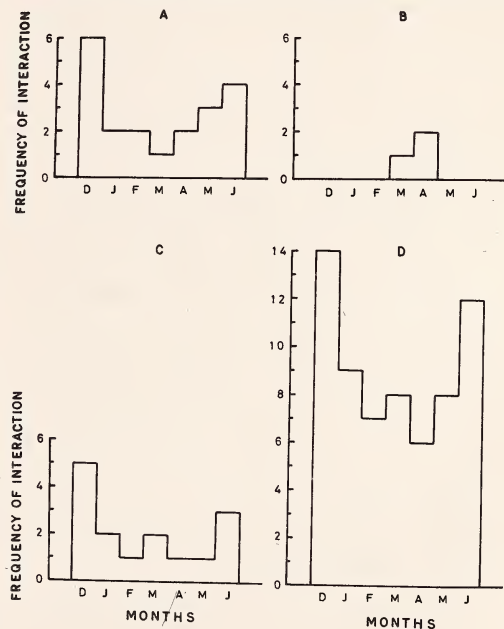 A
FREQUENCY OF INTERACTION
6
4
2
0
D J F M A M J
B
6
4
2
0
D J F M A M J
C
FREQUENCY OF INTERACTION
6
4
2
0
D J F M A M J
MONTHS
D
14
12
10
8
6
4
2
0
D J F M A M J
MONTHS